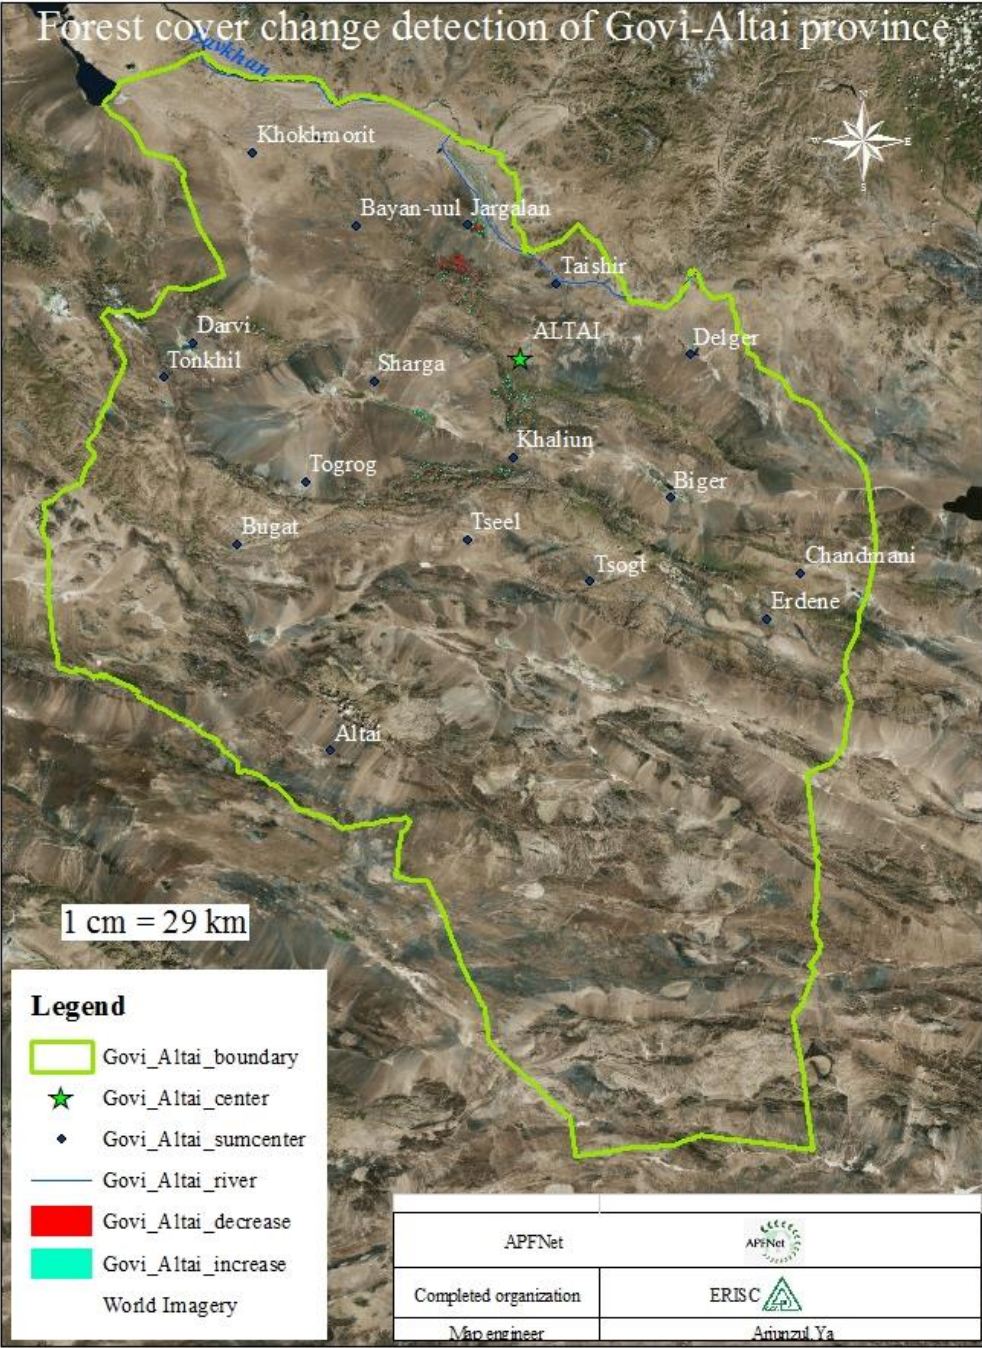 Forest cover change detection of Govi-Altai province
Zavkhan
N
W E
S
Khokhmorit
Bayan-uul Jargalan
Taishir
Darvi
ALTAI
Delger
Tonkhil
Sharga
Khaliun
Togrog
Biger
Bugat
Tseel
Tsogt
Chandmani
Erdene
Altai
1 cm = 29 km
Legend
Govi_Altai_boundary
Govi_Altai_center
Govi_Altai_sumcenter
Govi_Altai_river
Govi_Altai_decrease
Govi_Altai_increase
World Imagery
APFNet APFNet
Completed organization ERISC
Map engineer Ariunzul.Ya